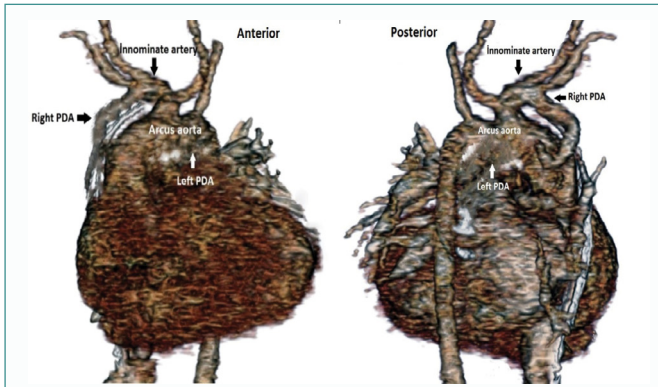 Anterior
Innominate artery
Right PDA
Arcus aorta
Left PDA
Posterior
Innominate artery
Right PDA
Arcus aorta
Left PDA